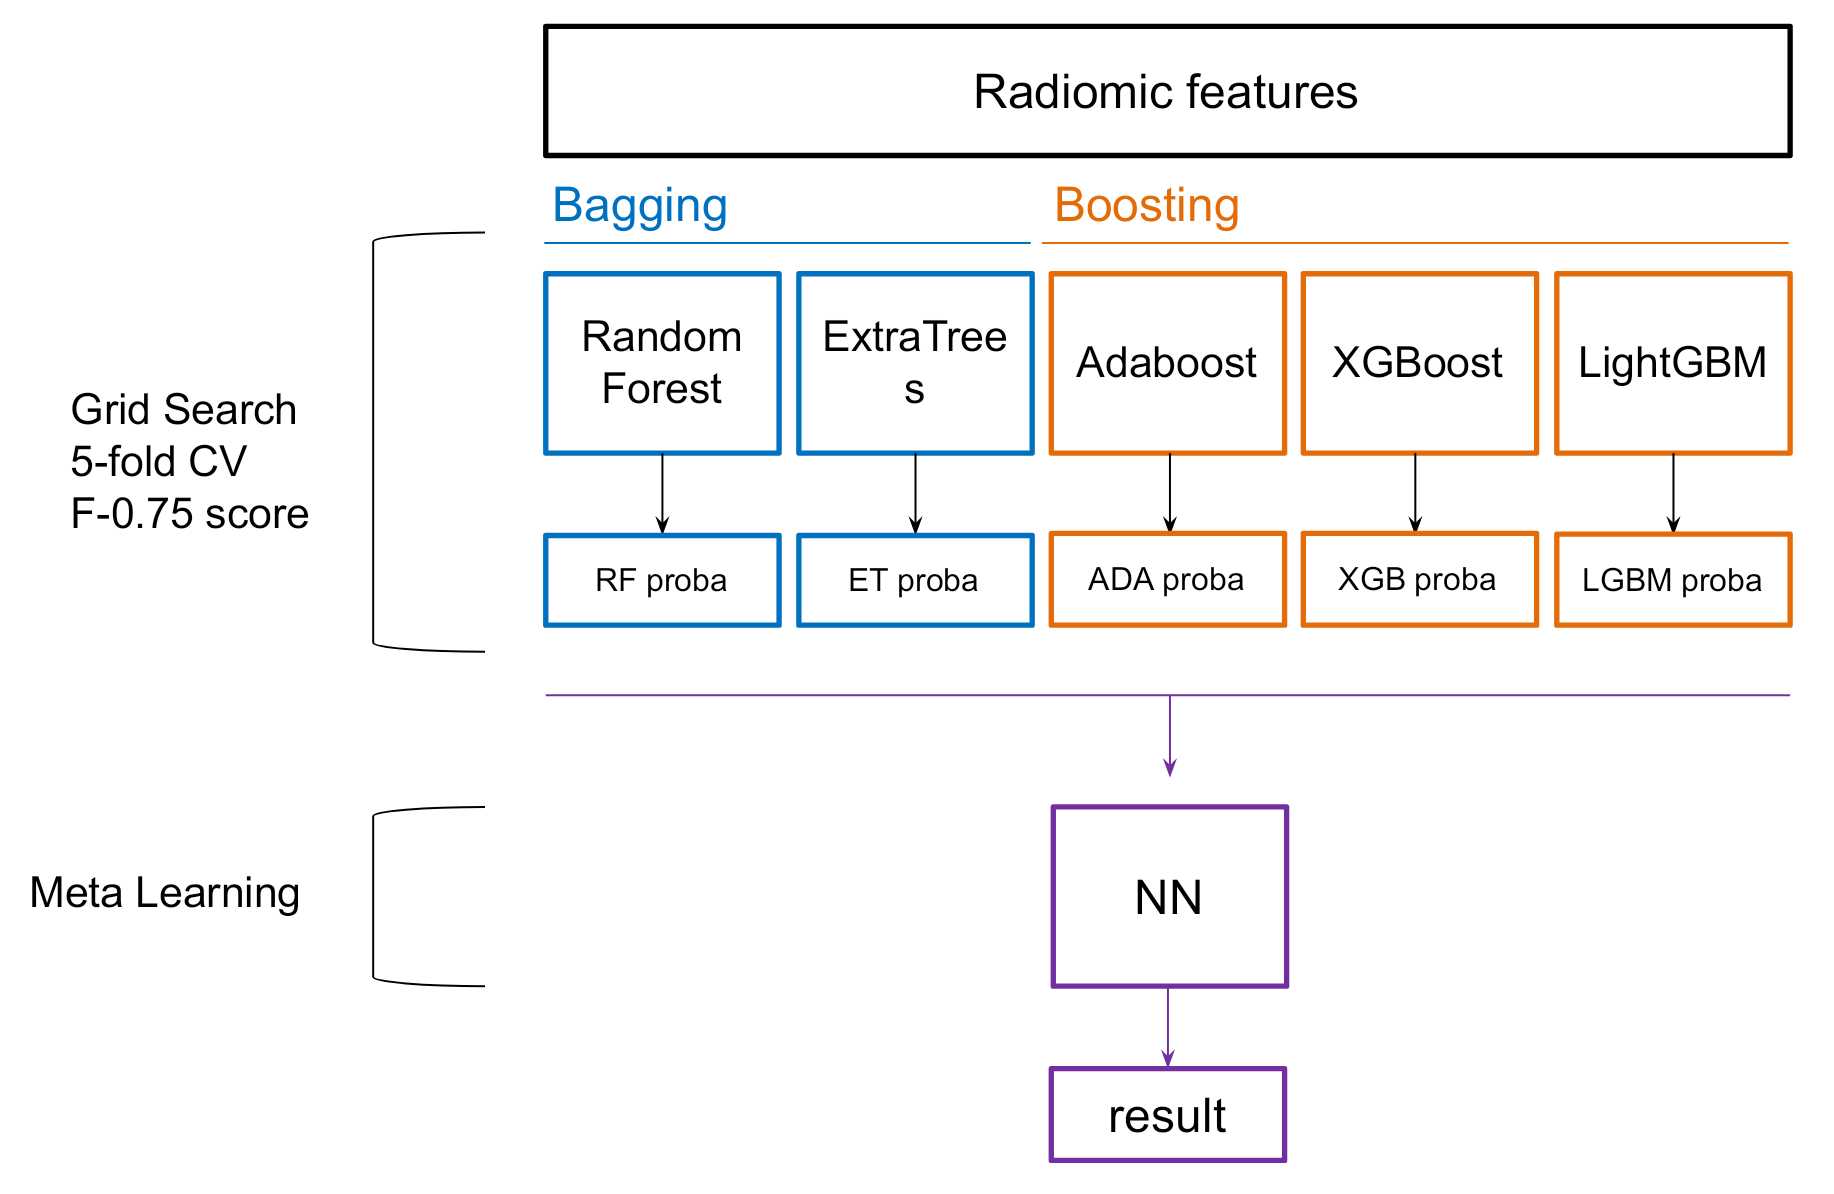 Radiomic features
Bagging
Boosting
Random
Forest
ExtraTree
s
Adaboost
XGBoost
LightGBM
Grid Search
5-fold CV
F-0.75 score
RF proba
ET proba
ADA proba
XGB proba
LGBM proba
Meta Learning
NN
result